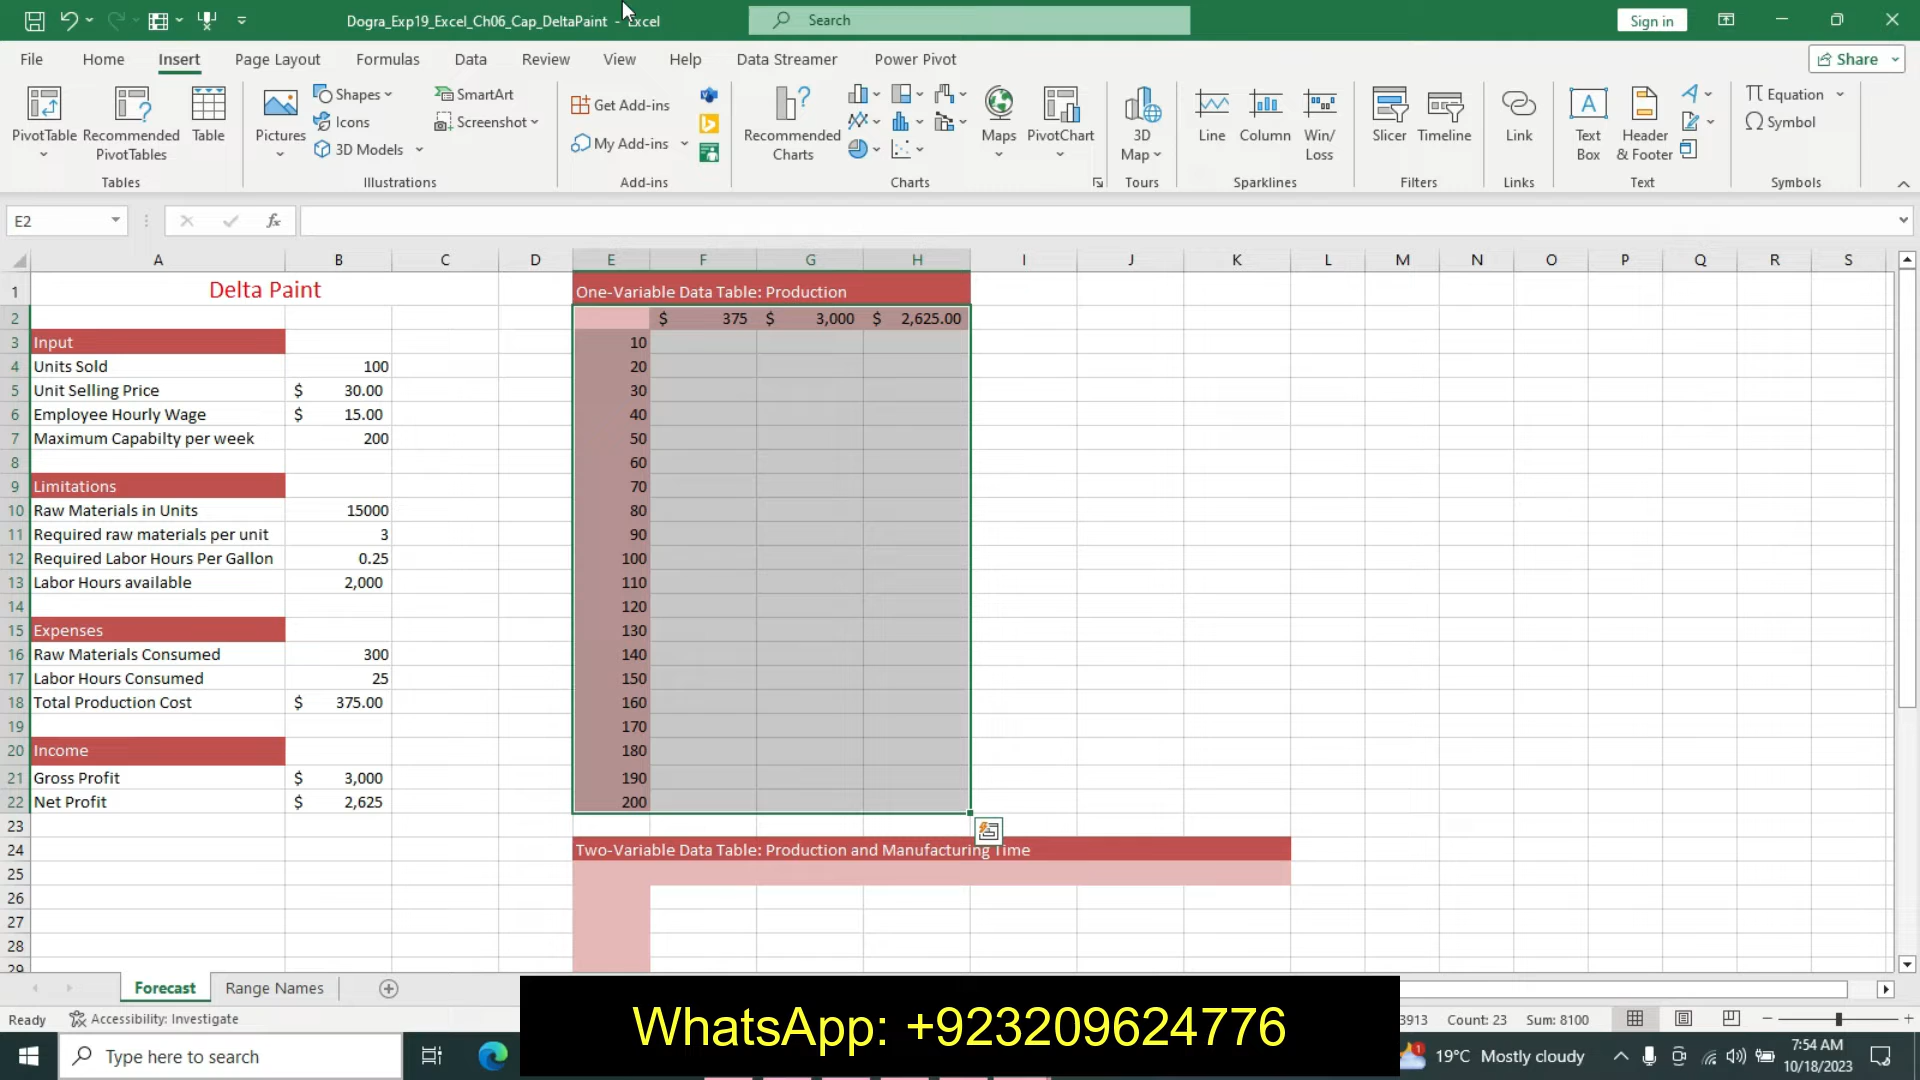 Dogra_Exp19_Excel_Ch06_Cap_DeltaPaint - Excel
Search
Sign in
File Home Insert Page Layout Formulas Data Review View Help Data Streamer Power Pivot
Share
PivotTable
Recommended PivotTables
Table
Tables
Pictures
Shapes
Icons
3D Models
SmartArt
Screenshot
Illustrations
Get Add-ins
My Add-ins
Add-ins
Recommended Charts
Maps
PivotChart
Charts
3D Map
Tours
Line
Column
Win/Loss
Sparklines
Slicer
Timeline
Filters
Link
Links
Text Box
Header & Footer
Text
Equation
Symbol
Symbols
E2
fx
A B C D E F G H I J K L M N O P Q R S
1 Delta Paint One-Variable Data Table: Production
2 $ 375 $ 3,000 $ 2,625.00
3 Input 10
4 Units Sold 100 20
5 Unit Selling Price $ 30.00 30
6 Employee Hourly Wage $ 15.00 40
7 Maximum Capabilty per week 200 50
8 60
9 Limitations 70
10 Raw Materials in Units 15000 80
11 Required raw materials per unit 3 90
12 Required Labor Hours Per Gallon 0.25 100
13 Labor Hours available 2,000 110
14 120
15 Expenses 130
16 Raw Materials Consumed 300 140
17 Labor Hours Consumed 25 150
18 Total Production Cost $ 375.00 160
19 170
20 Income 180
21 Gross Profit $ 3,000 190
22 Net Profit $ 2,625 200
23
24 Two-Variable Data Table: Production and Manufacturing Time
25
26
27
28
29
Forecast Range Names
Ready Accessibility: Investigate
3913 Count: 23 Sum: 8100
WhatsApp: +923209624776
Type here to search
1
19°C Mostly cloudy
7:54 AM
10/18/2023